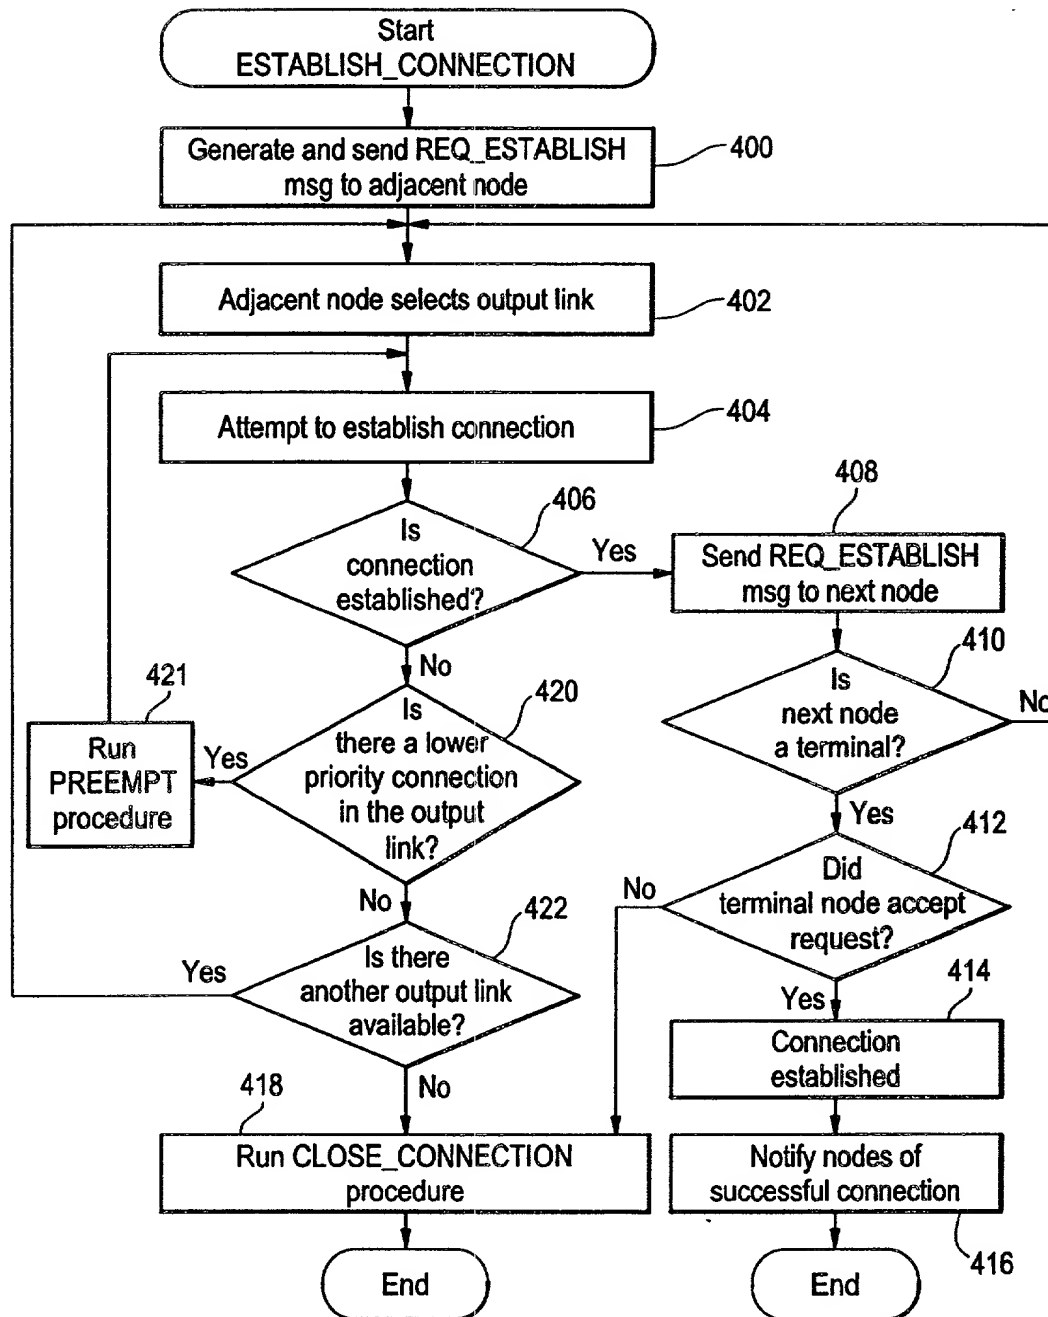 Start
ESTABLISH_CONNECTION
Generate and send REQ_ESTABLISH
msg to adjacent node
400
Adjacent node selects output link
402
Attempt to establish connection
404
Is
connection
established?
406
Yes
No
Send REQ_ESTABLISH
msg to next node
408
Is
next node
a terminal?
410
No
Yes
Run
PREEMPT
procedure
421
Yes
Is
there a lower
priority connection
in the output
link?
420
No
Did
terminal node accept
request?
412
No
Yes
Is there
another output link
available?
422
Yes
No
Connection
established
414
Run CLOSE_CONNECTION
procedure
418
Notify nodes of
successful connection
416
End
End